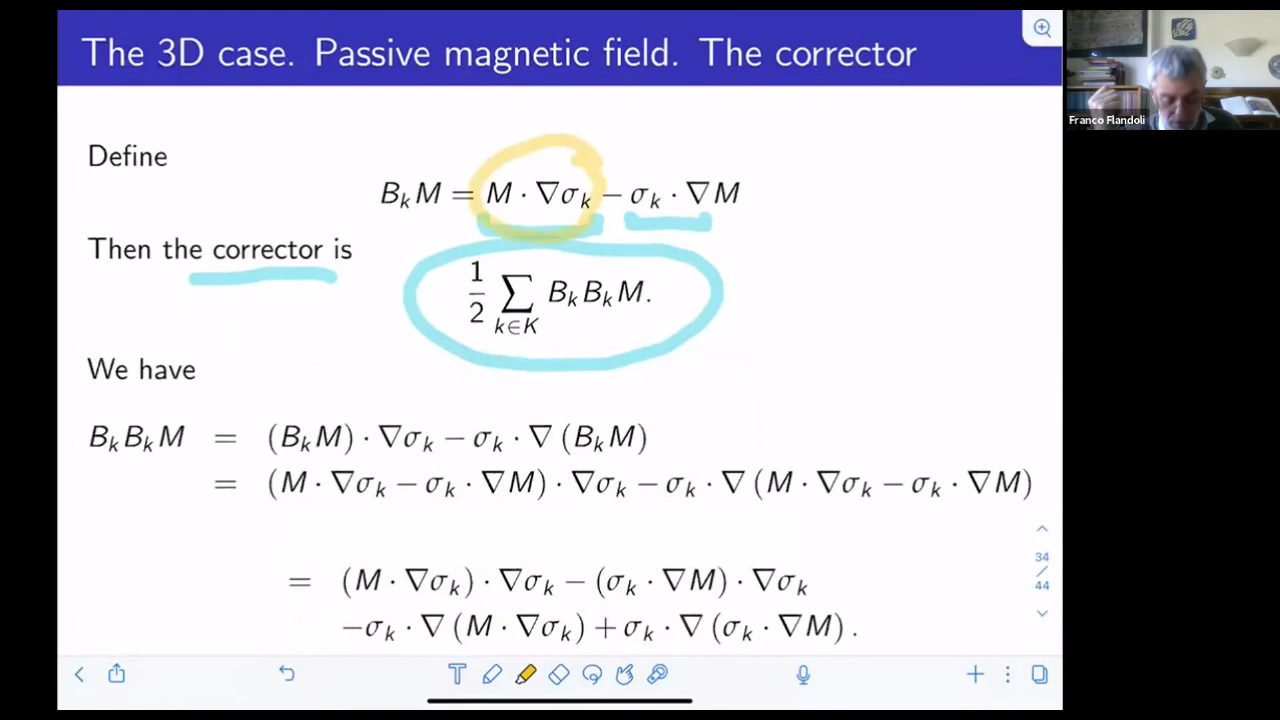 The 3D case. Passive magnetic field. The corrector
Franco Flandoli
Define
B_k M = M · ∇σ_k − σ_k · ∇M
Then the corrector is
1/2 ∑_{k∈K} B_k B_k M.
We have
B_k B_k M = (B_k M) · ∇σ_k − σ_k · ∇ (B_k M)
= (M · ∇σ_k − σ_k · ∇M) · ∇σ_k − σ_k · ∇ (M · ∇σ_k − σ_k · ∇M)
= (M · ∇σ_k) · ∇σ_k − (σ_k · ∇M) · ∇σ_k
−σ_k · ∇ (M · ∇σ_k) + σ_k · ∇ (σ_k · ∇M) .
34
/
44
T